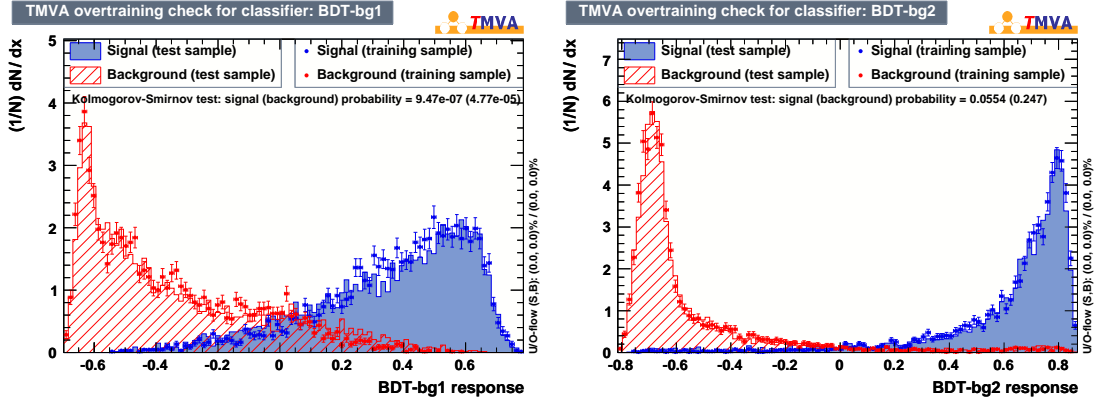 TMVA overtraining check for classifier: BDT-bg1
TMVA
Signal (test sample)
Background (test sample)
Signal (training sample)
Background (training sample)
Kolmogorov-Smirnov test: signal (background) probability = 9.47e-07 (4.77e-05)
(1/N) dN / dx
5
4
3
2
1
0
-0.6 -0.4 -0.2 0 0.2 0.4 0.6
BDT-bg1 response
U/O-flow (S,B): (0.0, 0.0)% / (0.0, 0.0)%
TMVA overtraining check for classifier: BDT-bg2
TMVA
Signal (test sample)
Background (test sample)
Signal (training sample)
Background (training sample)
Kolmogorov-Smirnov test: signal (background) probability = 0.0554 (0.247)
(1/N) dN / dx
7
6
5
4
3
2
1
0
-0.8 -0.6 -0.4 -0.2 0 0.2 0.4 0.6 0.8
BDT-bg2 response
U/O-flow (S,B): (0.0, 0.0)% / (0.0, 0.0)%